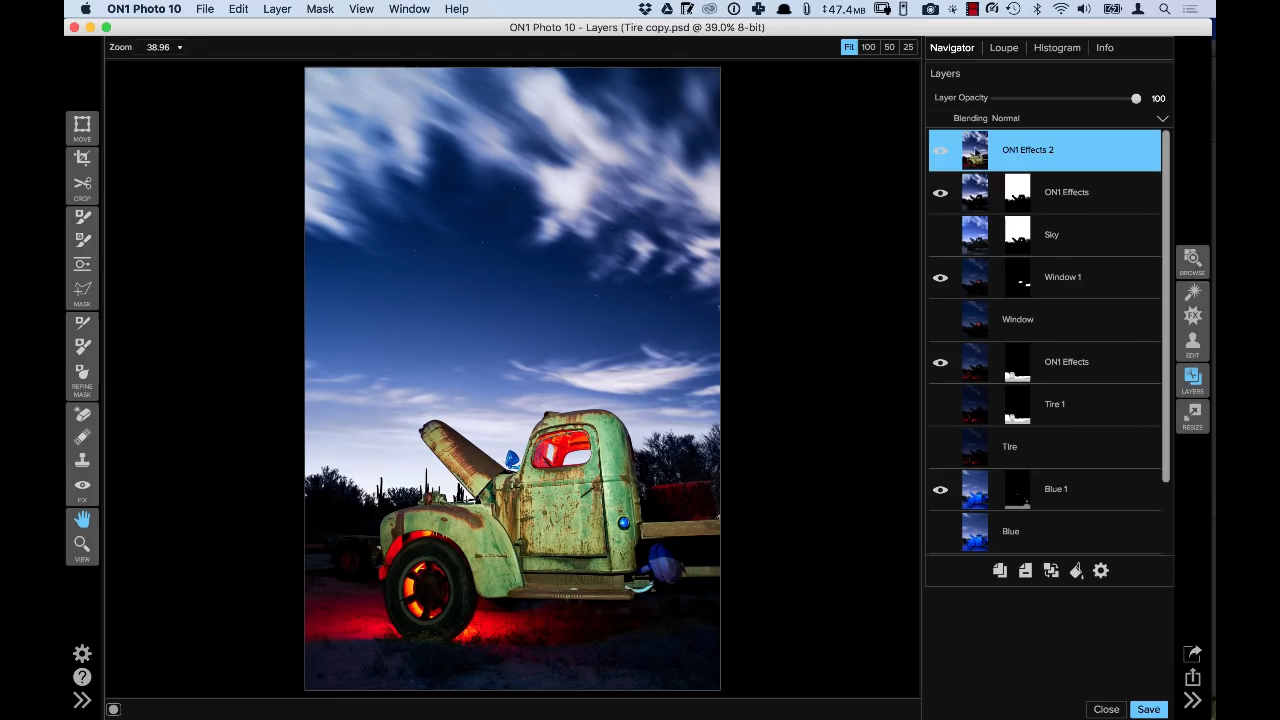 ON1 Photo 10 File Edit Layer Mask Photo View Window Help 47.4MB
ON1 Photo 10 - Layers (Tire copy.psd @ 39.0% 8-bit)
Zoom 38.96 Fit 100 50 25
Navigator Loupe Histogram Info
Layers
Layer Opacity 100
Blending Normal
ON1 Effects 2
ON1 Effects
Sky
Window 1
Window
ON1 Effects
Tire 1
TIre
Blue 1
Blue
MOVE
CROP
MASK
REFINE
MASK
FIX
VIEW
BROWSE
FX
EDIT
LAYERS
RESIZE
Close Save